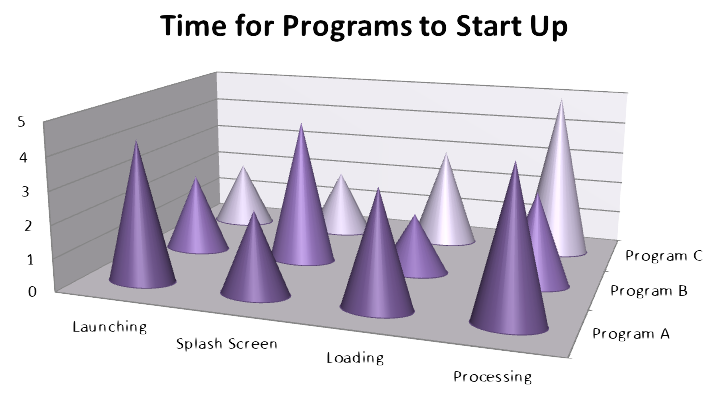 Time for Programs to Start Up
5
4
3
2
1
0
Launching
Splash Screen
Loading
Processing
Program C
Program B
Program A